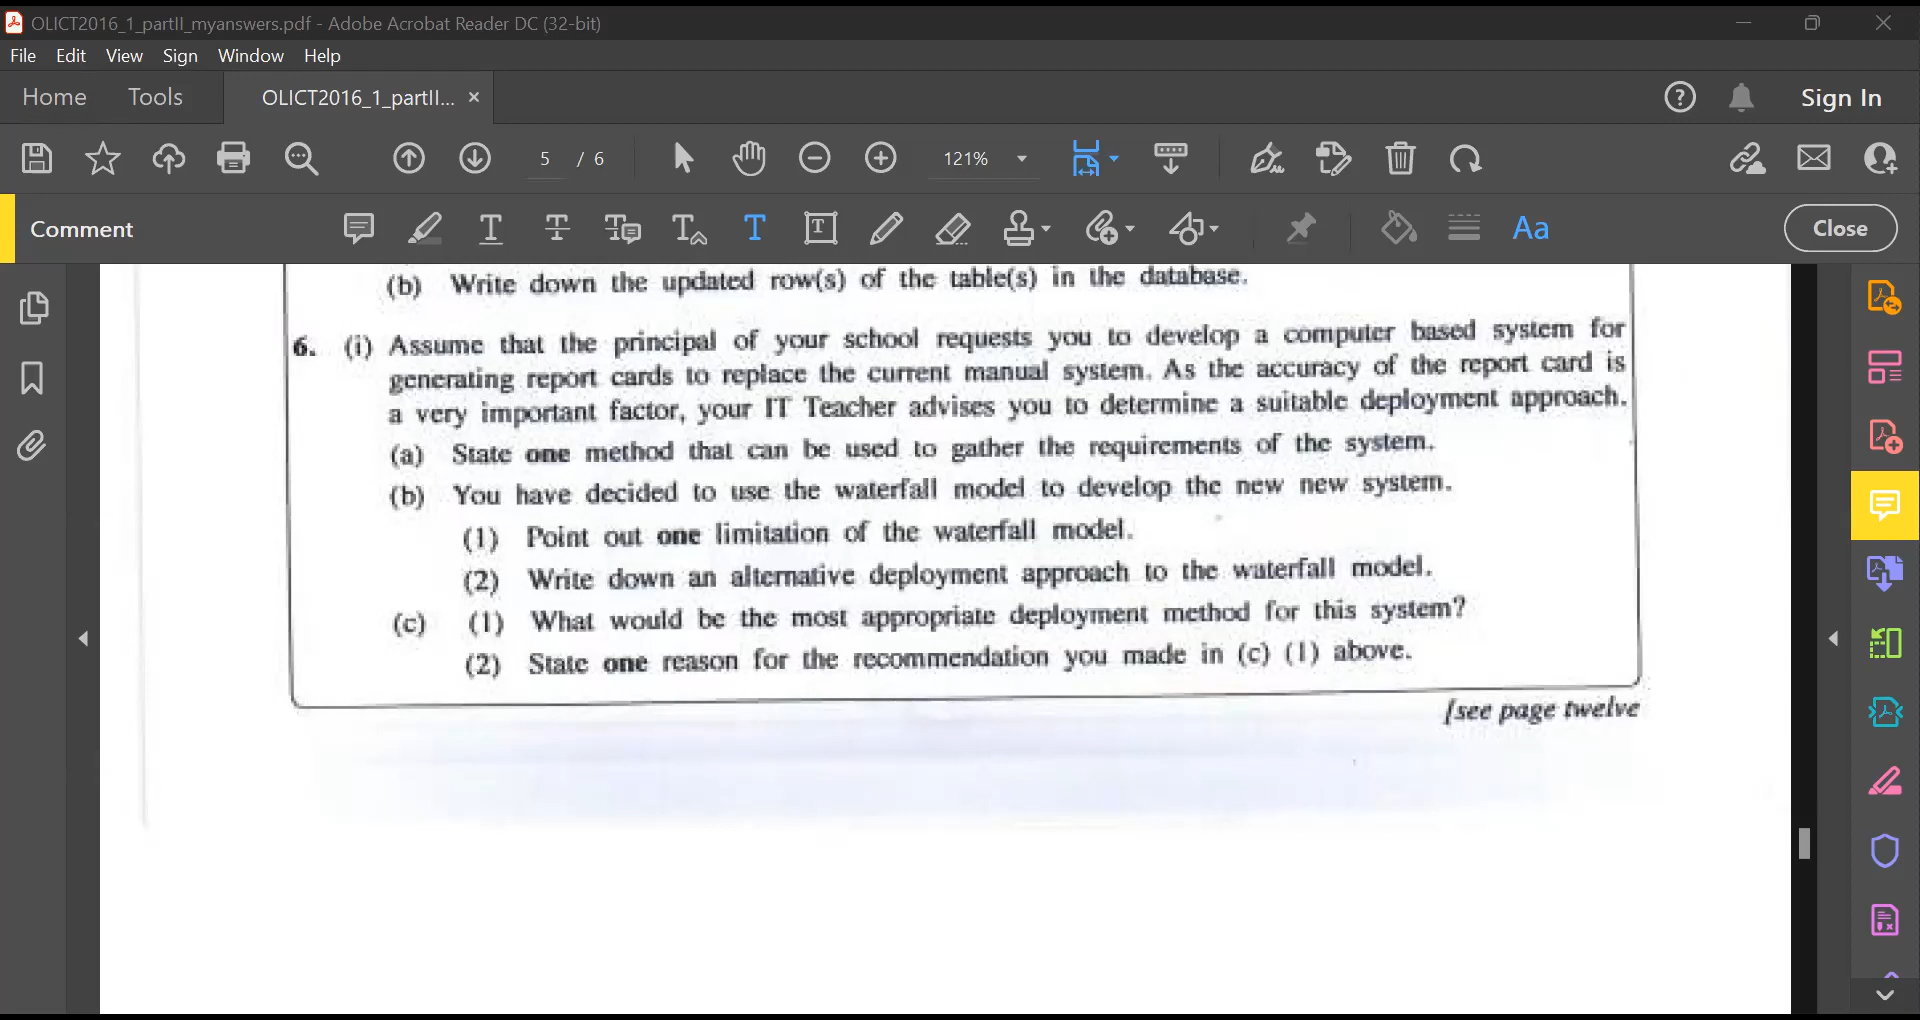 OLICT2016_1_partII_myanswers.pdf - Adobe Acrobat Reader DC (32-bit)
File Edit View Sign Window Help
Home Tools OLICT2016_1_partII... × Sign In
5 / 6 121%
Comment Close
(b) Write down the updated row(s) of the table(s) in the database.
6. (i) Assume that the principal of your school requests you to develop a computer based system for
generating report cards to replace the current manual system. As the accuracy of the report card is
a very important factor, your IT Teacher advises you to determine a suitable deployment approach.
(a) State one method that can be used to gather the requirements of the system.
(b) You have decided to use the waterfall model to develop the new new system.
(1) Point out one limitation of the waterfall model.
(2) Write down an alternative deployment approach to the waterfall model.
(c) (1) What would be the most appropriate deployment method for this system?
(2) State one reason for the recommendation you made in (c) (1) above.
[see page twelve